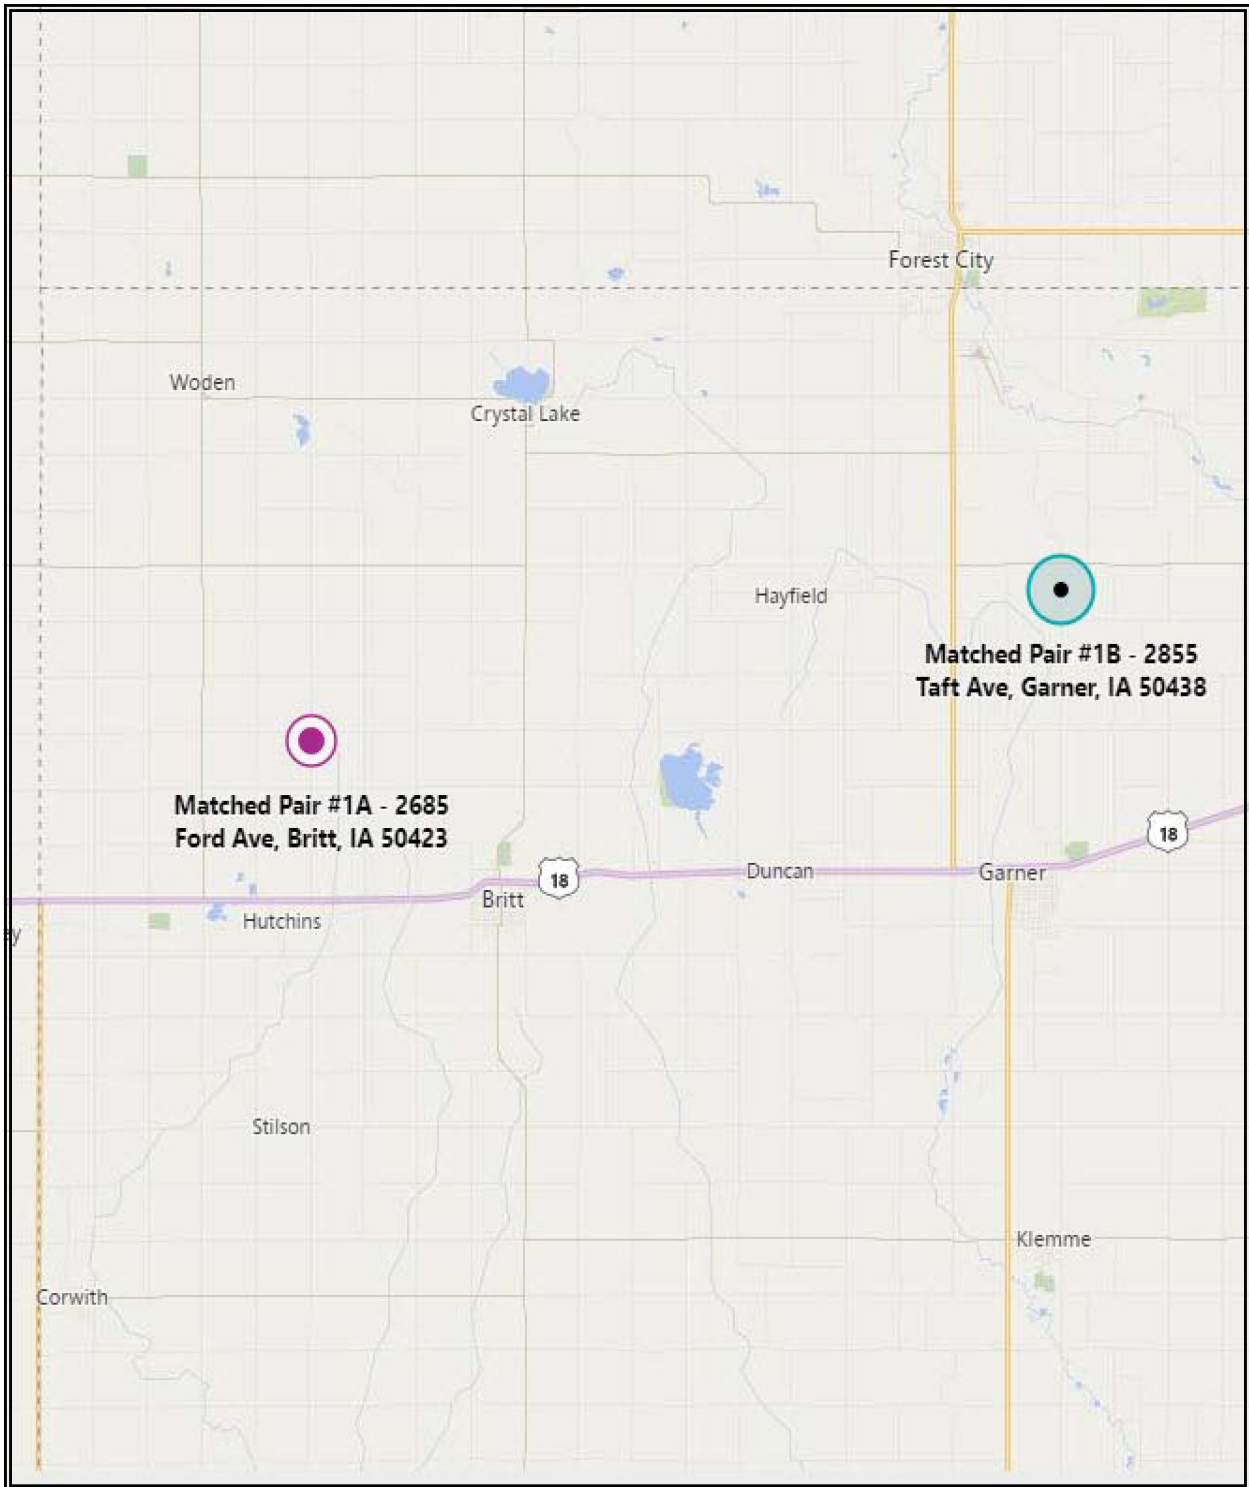 Forest City
Woden
Crystal Lake
Hayfield
Matched Pair #1B - 2855
Taft Ave, Garner, IA 50438
Matched Pair #1A - 2685
Ford Ave, Britt, IA 50423
18
18
Duncan
Garner
Britt
Hutchins
ey
Stilson
Klemme
Corwith